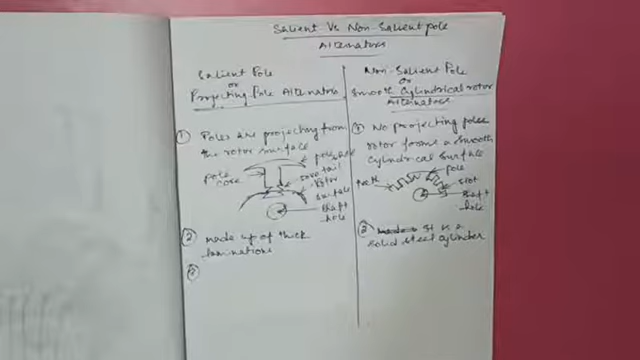 Salient Vs Non-Salient pole
Alternators
Salient Pole
or
Projecting Pole Alternators
① Poles are projecting from
the rotor surface
pole shoe
pole
core
dove tail
Rotor
surface
shaft
hole
② made up of thick
laminations
③
Non-Salient Pole
or
Smooth Cylindrical rotor
Alternators
① No projecting poles
rotor forms a smooth
cylindrical surface
pole
slot
shaft
hole
② It is a
solid steel cylinder